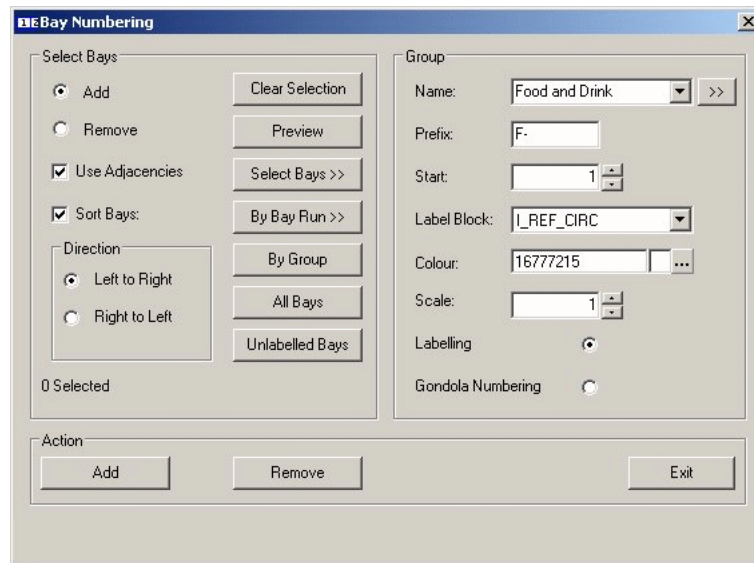 Bay Numbering
Select Bays
Add
Remove
Use Adjacencies
Sort Bays:
Direction
Left to Right
Right to Left
0 Selected
Clear Selection
Preview
Select Bays >>
By Bay Run >>
By Group
All Bays
Unlabelled Bays
Group
Name: Food and Drink >>
Prefix: F-
Start: 1
Label Block: I_REF_CIRC
Colour: 16777215 ...
Scale: 1
Labelling
Gondola Numbering
Action
Add Remove Exit